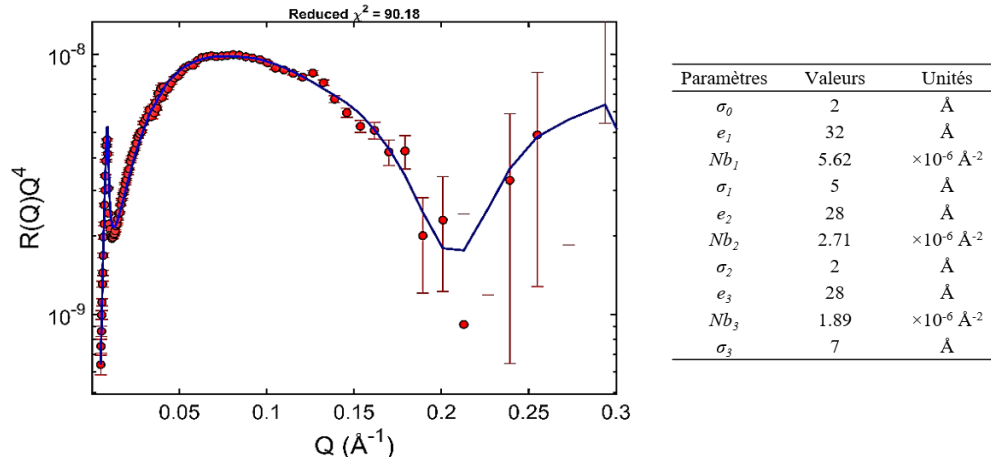 Reduced χ² = 90.18
R(Q)Q⁴
10⁻⁸
10⁻⁹
0.05
0.1
0.15
0.2
0.25
0.3
Q (Å⁻¹)
Paramètres Valeurs Unités
σ₀ 2 Å
e₁ 32 Å
Nb₁ 5.62 ×10⁻⁶ Å⁻²
σ₁ 5 Å
e₂ 28 Å
Nb₂ 2.71 ×10⁻⁶ Å⁻²
σ₂ 2 Å
e₃ 28 Å
Nb₃ 1.89 ×10⁻⁶ Å⁻²
σ₃ 7 Å